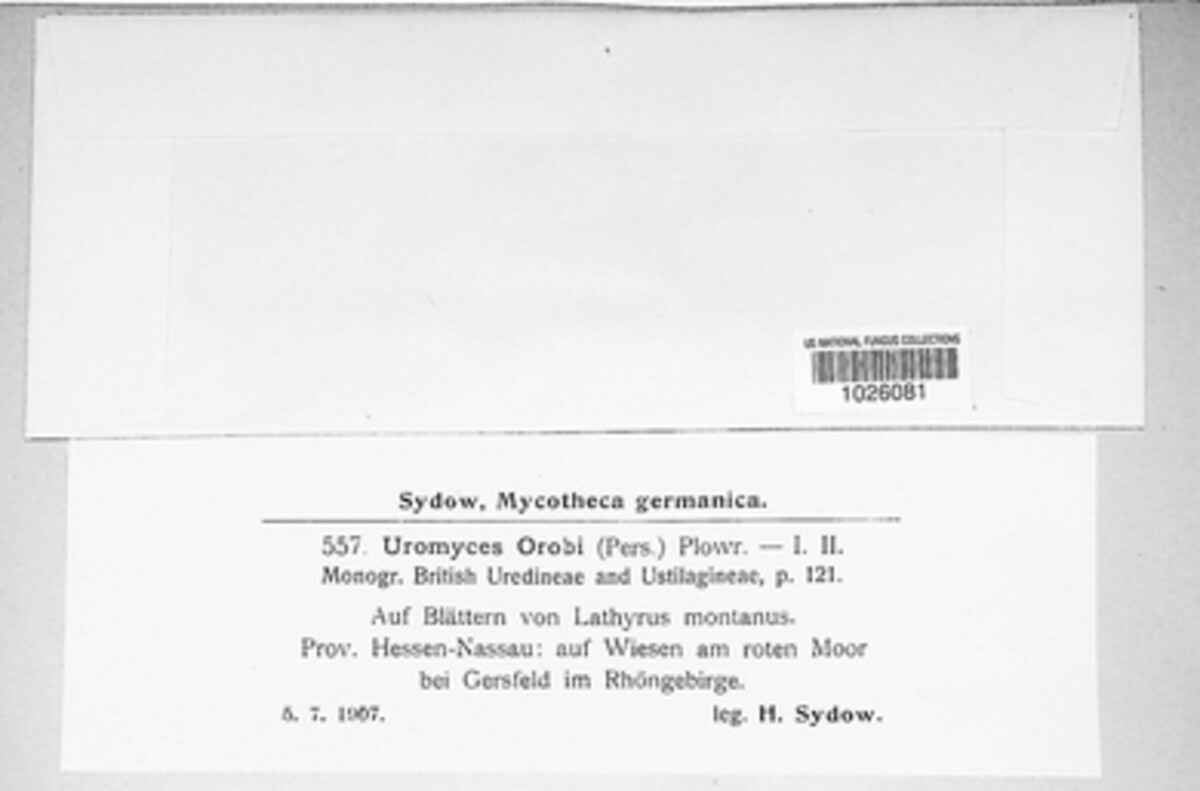 US NATIONAL FUNGUS COLLECTIONS
1026081
Sydow, Mycotheca germanica.
557. Uromyces Orobi (Pers.) Plowr. — I. II.
Monogr. British Uredineae and Ustilagineae, p. 121.
Auf Blättern von Lathyrus montanus.
Prov. Hessen-Nassau: auf Wiesen am roten Moor
bei Gersfeld im Rhöngebirge.
5. 7. 1907. leg. H. Sydow.